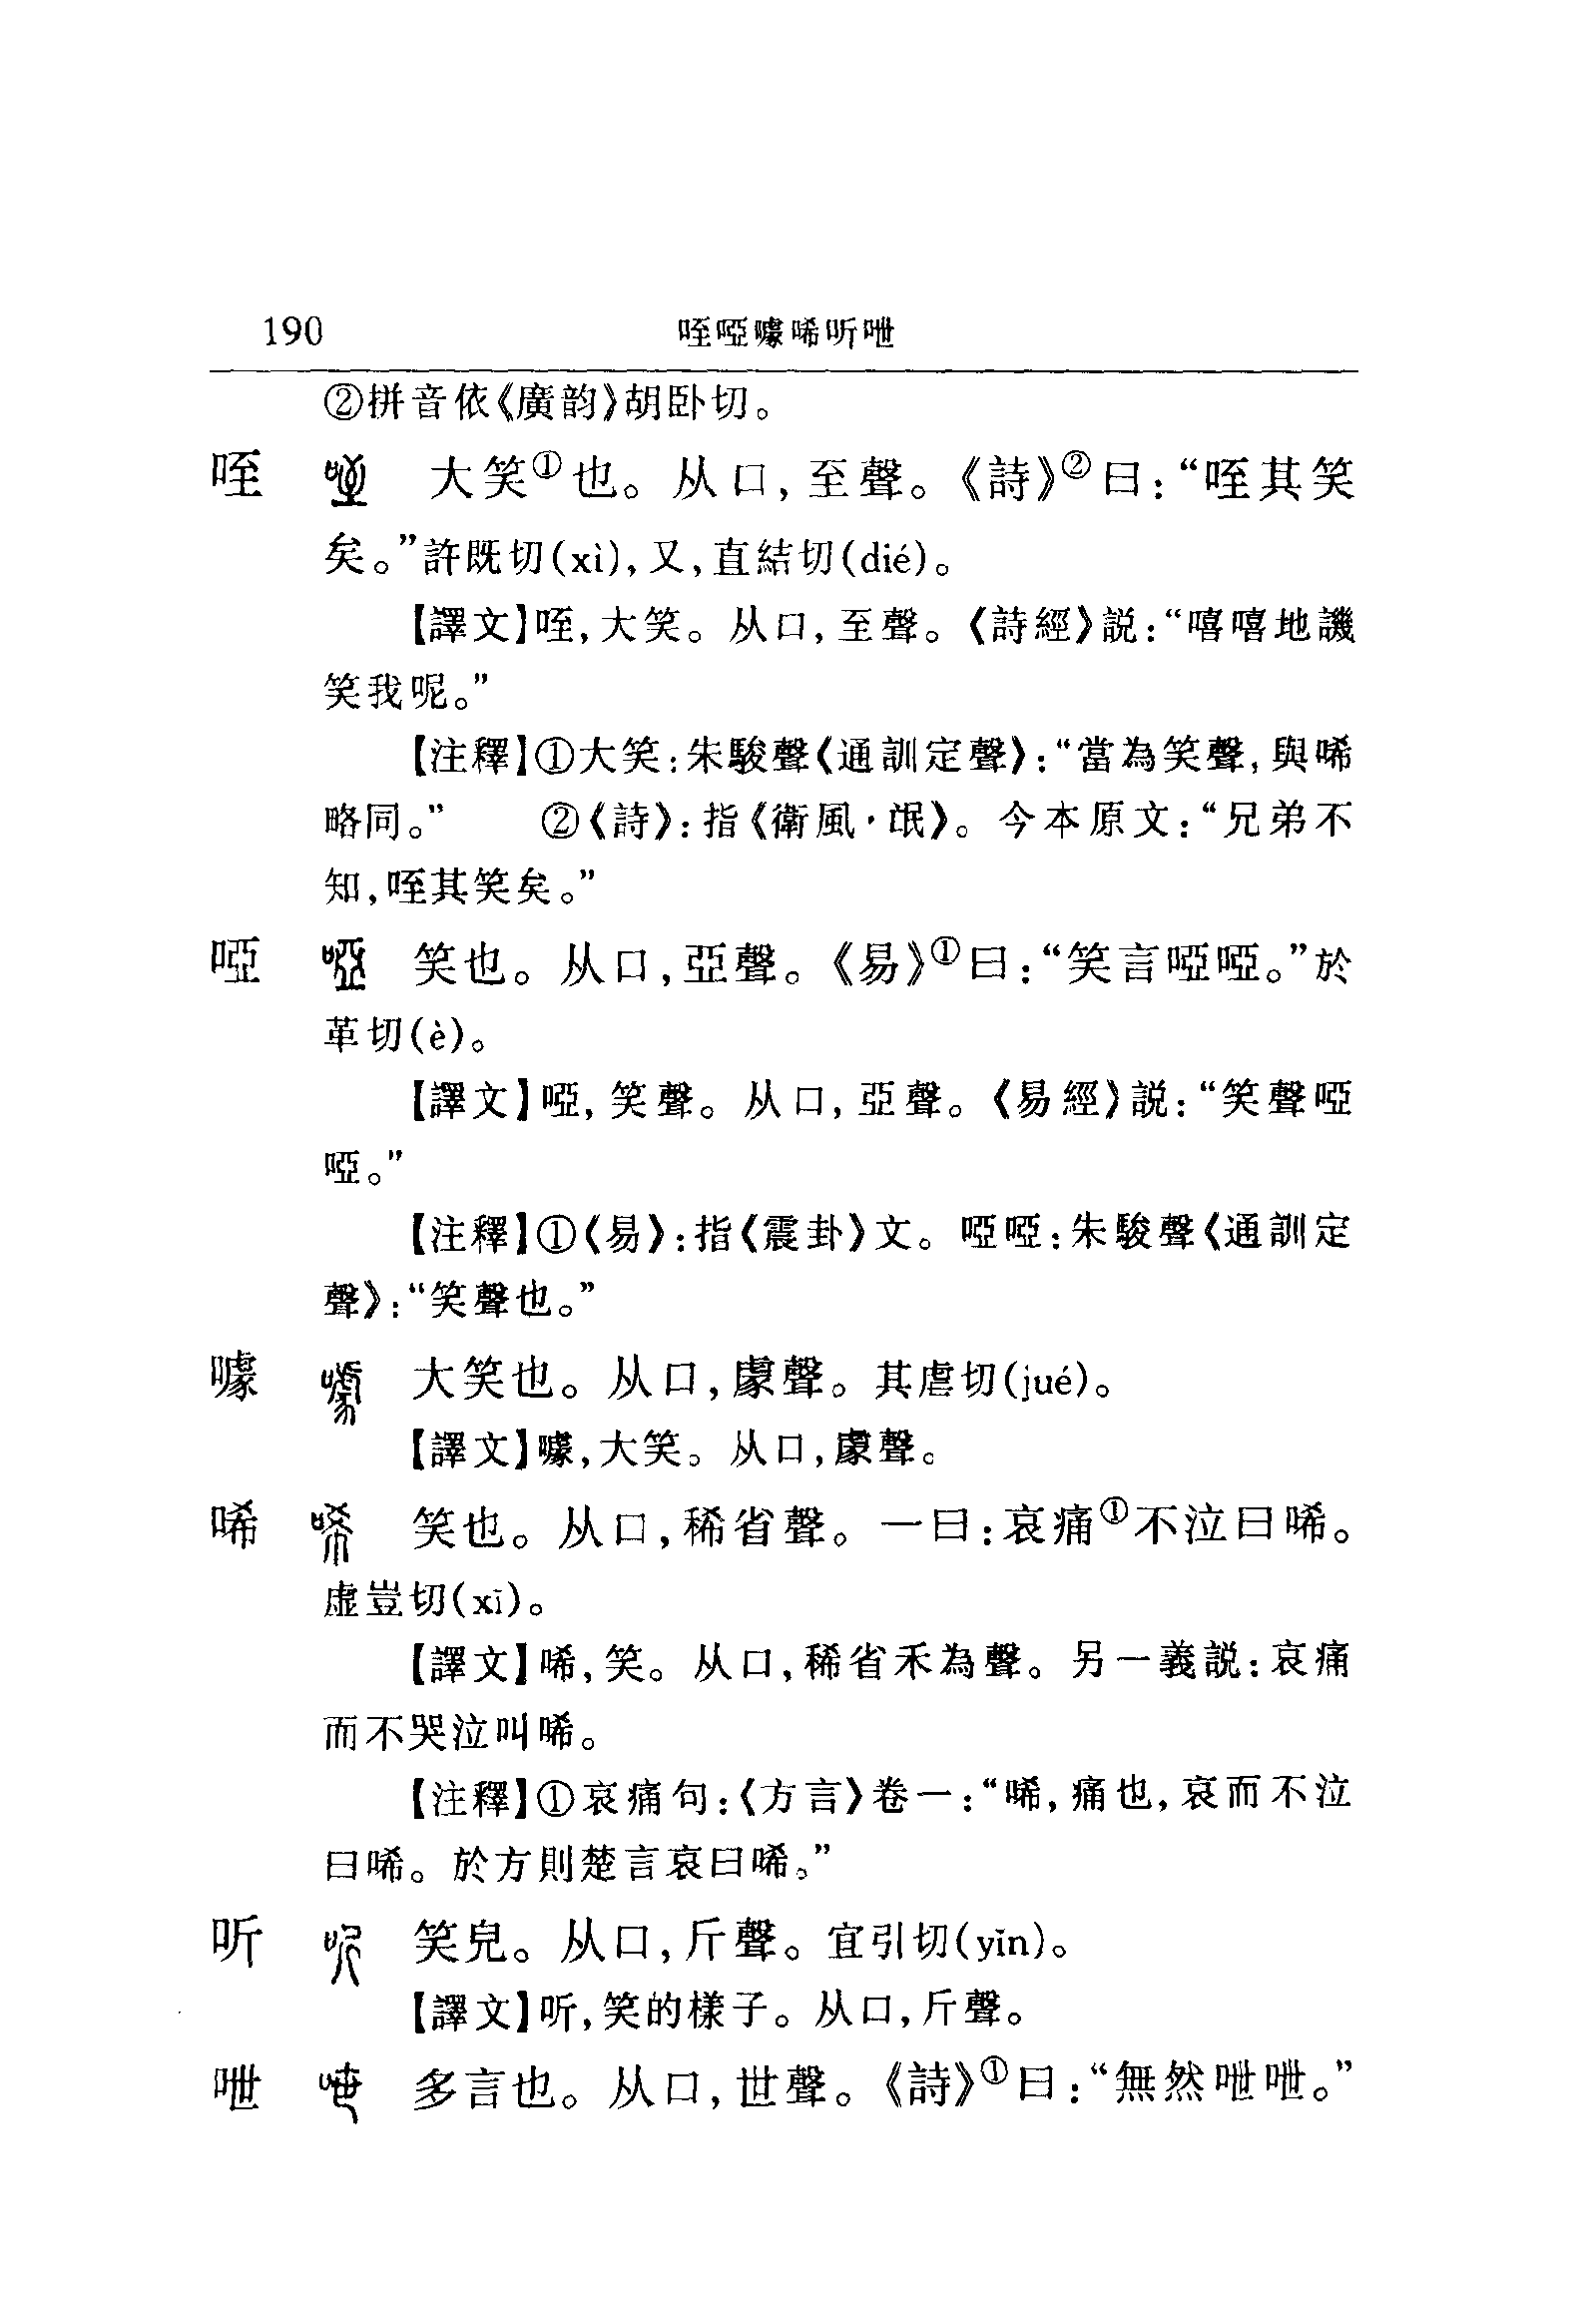 190 咥啞噱唏听呭
②拼音依《廣韵》胡卧切。
咥 大笑①也。从口,至聲。《詩》②曰:“咥其笑
矣。”許既切(xì),又,直結切(dié)。
【譯文】咥,大笑。从口,至聲。《詩經》説:“嘻嘻地譏
笑我呢。”
【注釋】①大笑:朱駿聲《通訓定聲》:“當為笑聲,與唏
略同。” ②《詩》:指《衛風·氓》。今本原文:“兄弟不
知,咥其笑矣。”
啞 笑也。从口,亞聲。《易》①曰:“笑言啞啞。”於
革切(è)。
【譯文】啞,笑聲。从口,亞聲。《易經》説:“笑聲啞
啞。”
【注釋】①《易》:指《震卦》文。啞啞:朱駿聲《通訓定
聲》:“笑聲也。”
噱 大笑也。从口,豦聲。其虐切(jué)。
【譯文】噱,大笑。从口,豦聲。
唏 笑也。从口,稀省聲。一曰:哀痛①不泣曰唏。
虚豈切(xī)。
【譯文】唏,笑。从口,稀省禾為聲。另一義説:哀痛
而不哭泣叫唏。
【注釋】①哀痛句:《方言》卷一:“唏,痛也,哀而不泣
曰唏。於方則楚言哀曰唏。”
听 笑皃。从口,斤聲。宜引切(yǐn)。
【譯文】听,笑的樣子。从口,斤聲。
呭 多言也。从口,世聲。《詩》①曰:“無然呭呭。”